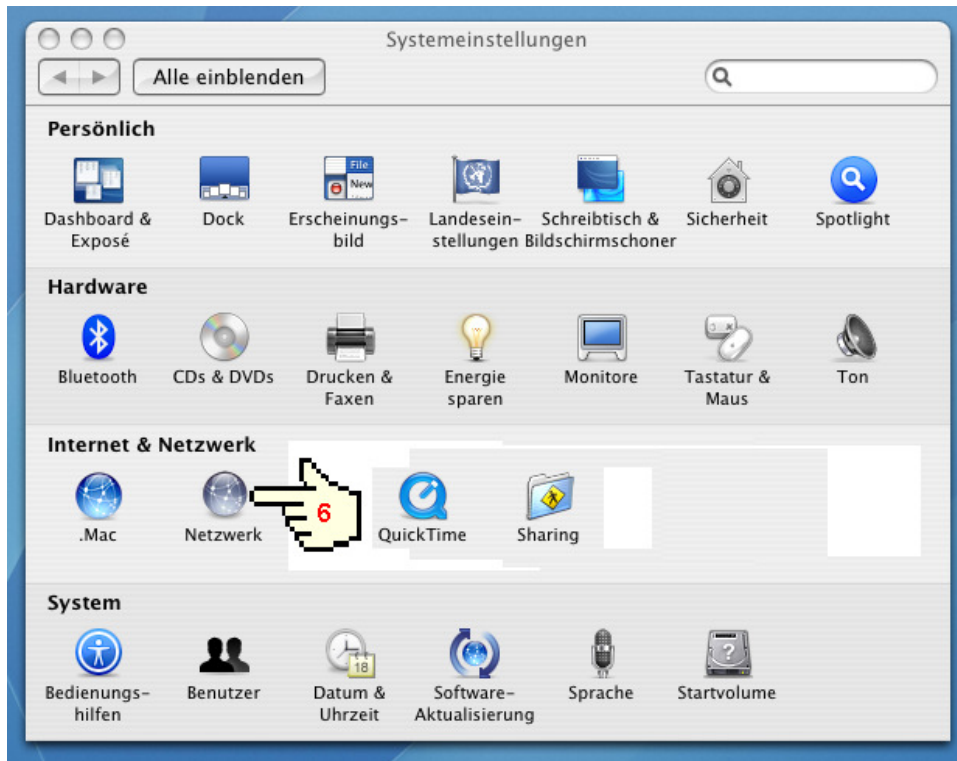 Systemeinstellungen
Alle einblenden
Persönlich
File
New
Dashboard & Exposé
Dock
Erscheinungs-
bild
Landesein-
stellungen
Schreibtisch &
Bildschirmschoner
Sicherheit
Spotlight
Hardware
Bluetooth
CDs & DVDs
Drucken &
Faxen
Energie
sparen
Monitore
Tastatur &
Maus
Ton
Internet & Netzwerk
6
.Mac
Netzwerk
QuickTime
Sharing
System
18
?
Bedienungs-
hilfen
Benutzer
Datum &
Uhrzeit
Software-
Aktualisierung
Sprache
Startvolume